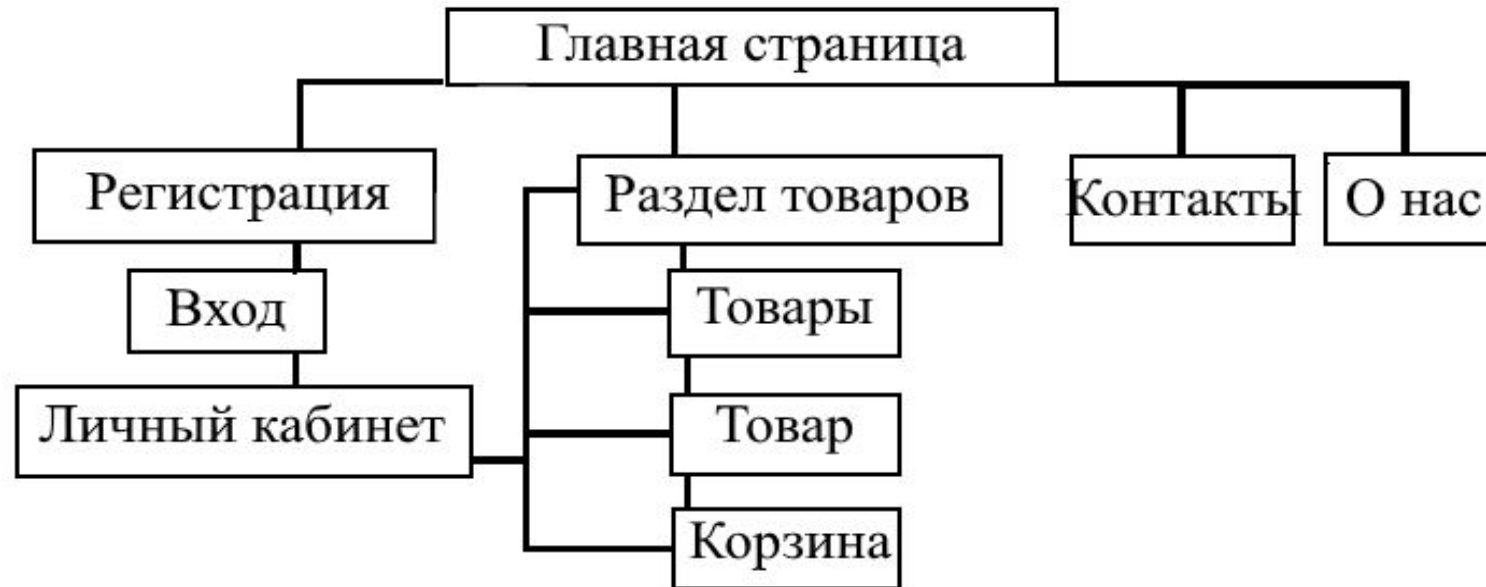 Главная страница
Регистрация
Раздел товаров
Контакты
О нас
Вход
Товары
Личный кабинет
Товар
Корзина